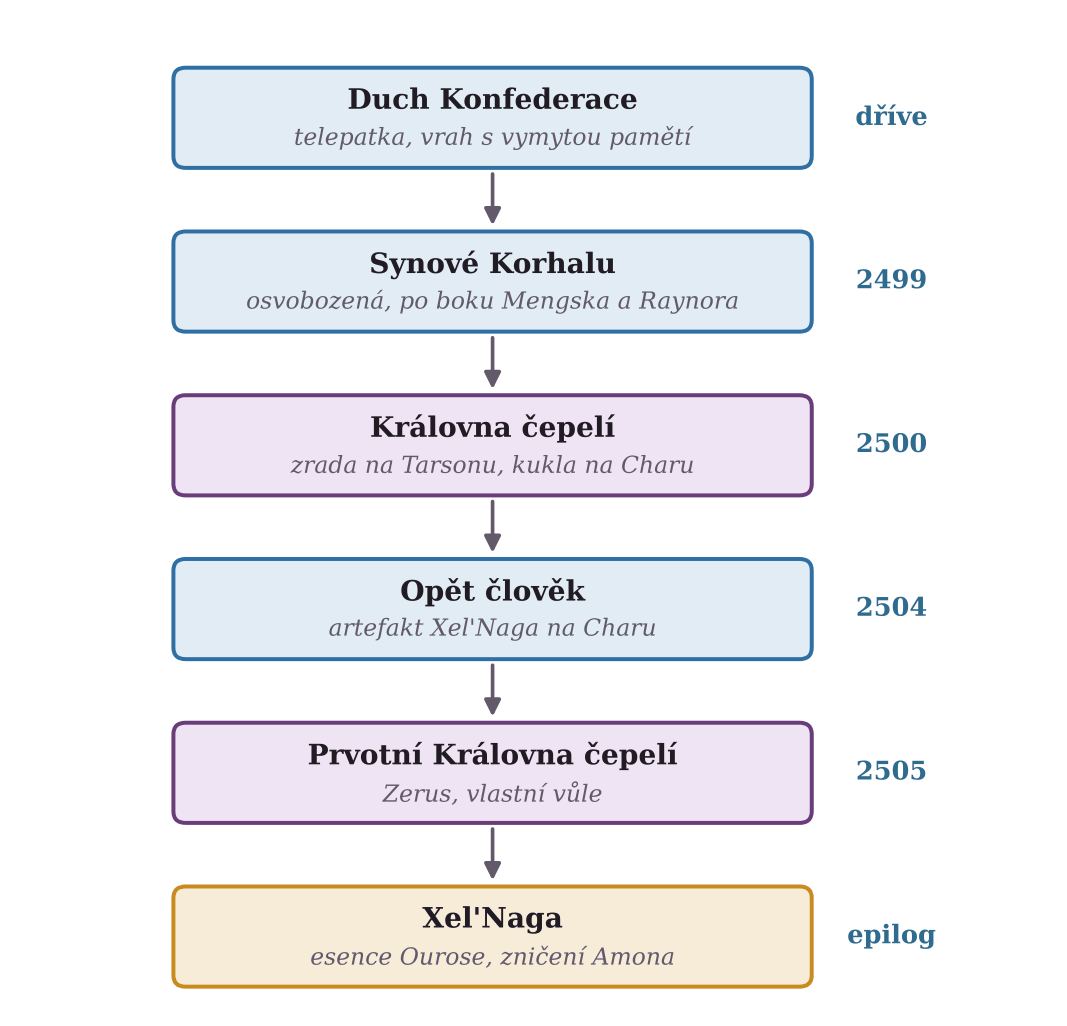 Duch Konfederace
telepatka, vrah s vymytou pamětí
dříve
Synové Korhalu
osvobozená, po boku Mengska a Raynora
2499
Královna čepelí
zrada na Tarsonu, kukla na Charu
2500
Opět člověk
artefakt Xel'Naga na Charu
2504
Prvotní Královna čepelí
Zerus, vlastní vůle
2505
Xel'Naga
esence Ourose, zničení Amona
epilog